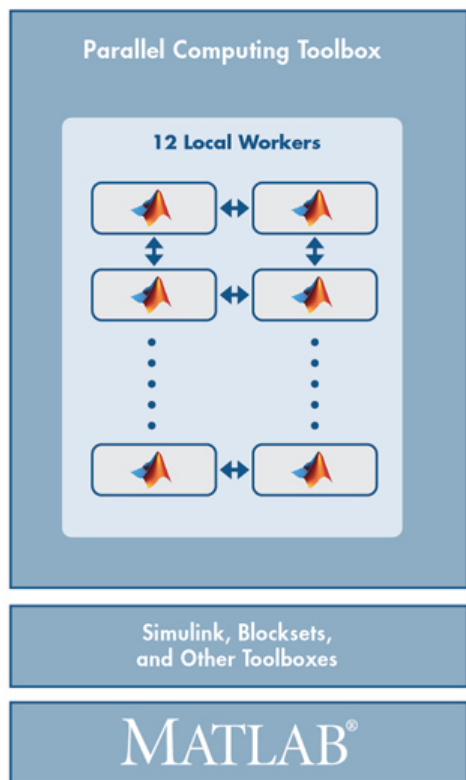 Parallel Computing Toolbox
12 Local Workers
Simulink, Blocksets,
and Other Toolboxes
MATLAB®